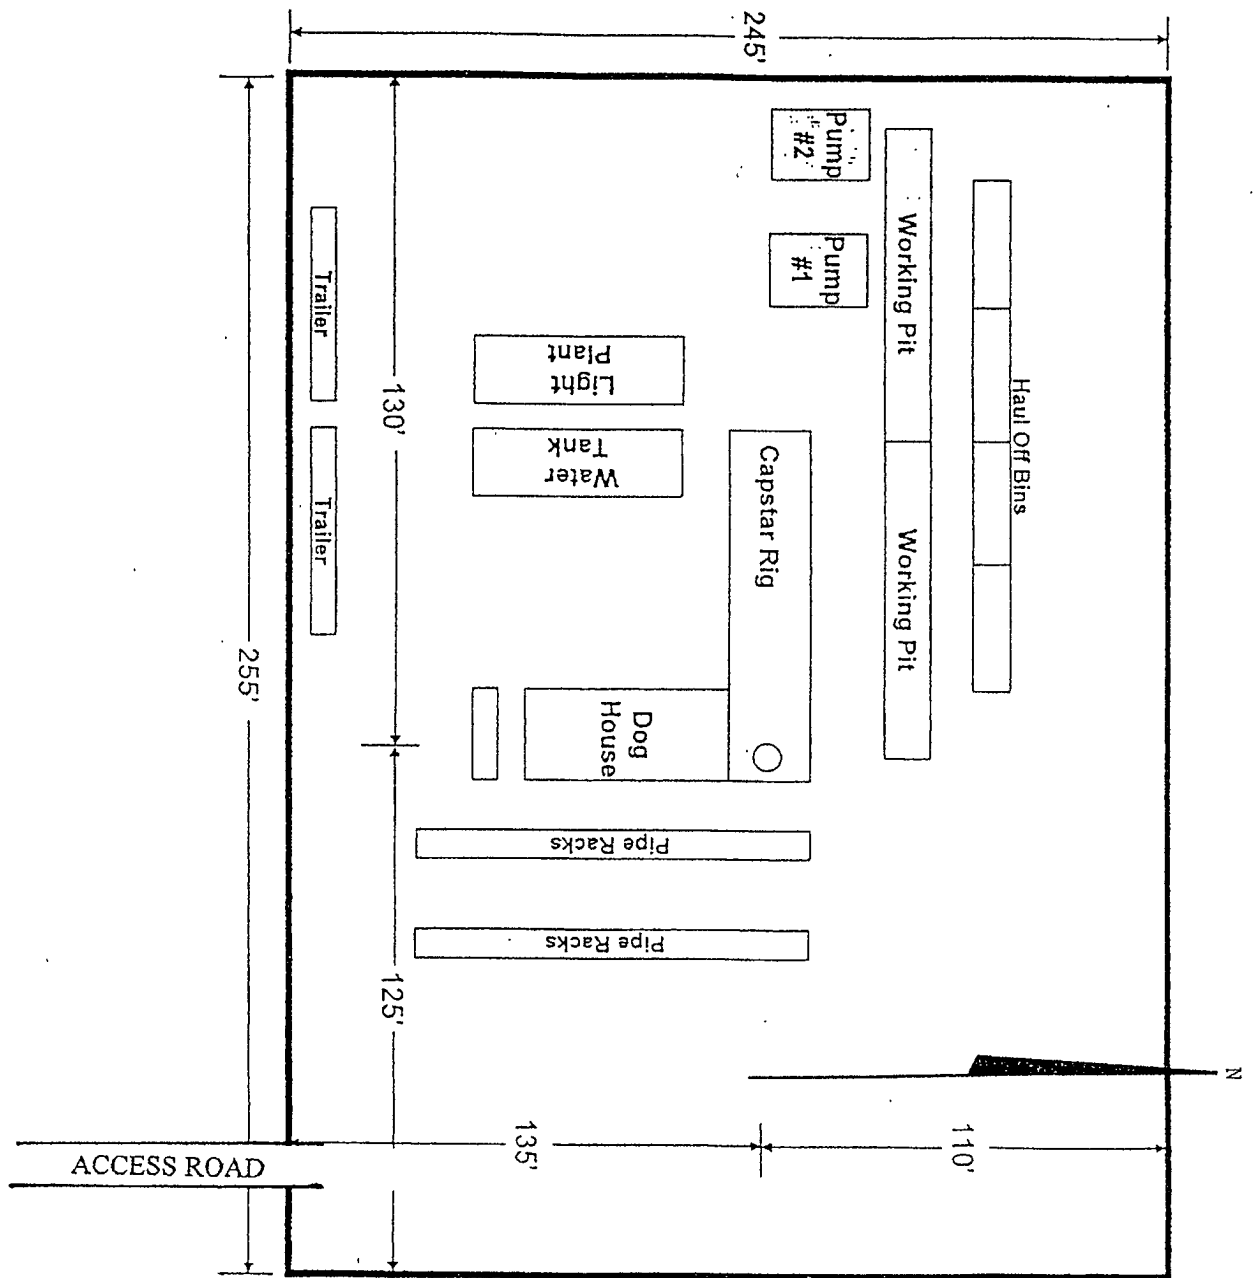 245'
Pump
#2
Pump
#1
Working Pit
Working Pit
Haul Off Bins
Trailer
Trailer
130'
Light
Plant
Water
Tank
Capstar Rig
255'
Dog
House
Pipe Racks
Pipe Racks
125'
N
135'
110'
ACCESS ROAD